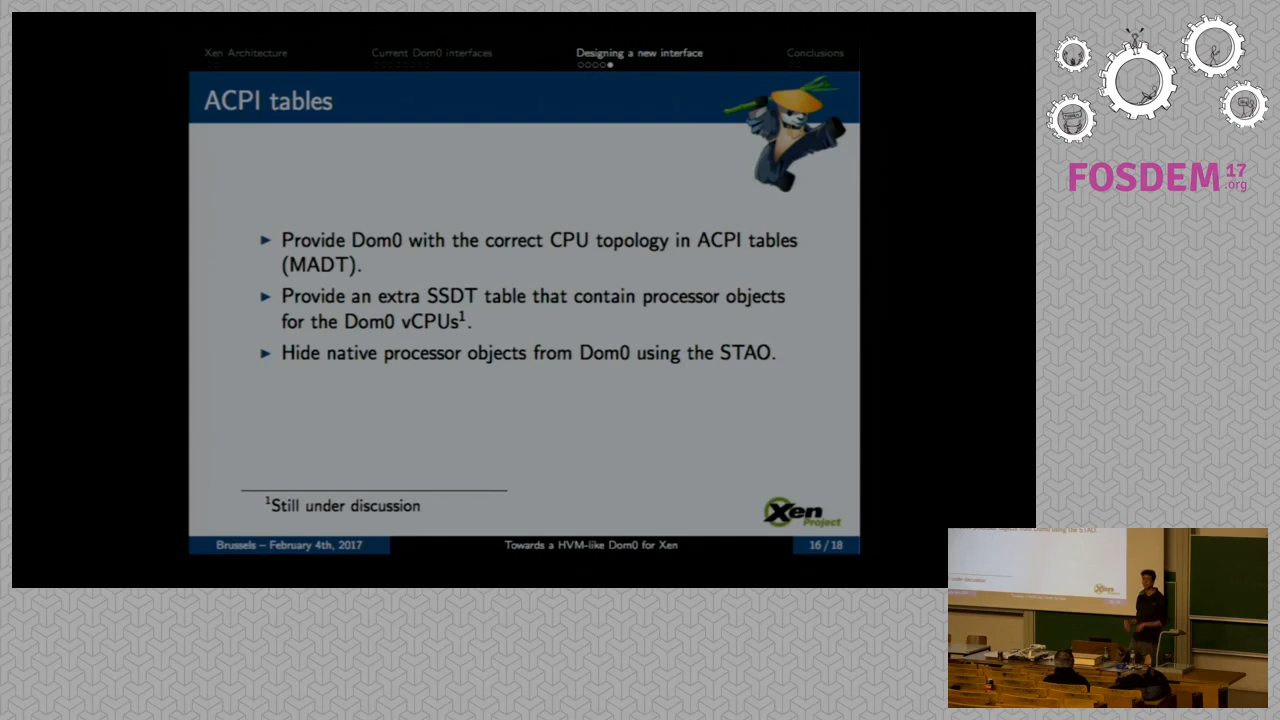 Xen Architecture
Current Dom0 interfaces
Designing a new interface
Conclusions
ACPI tables
Provide Dom0 with the correct CPU topology in ACPI tables
(MADT).
Provide an extra SSDT table that contain processor objects
for the Dom0 vCPUs¹.
Hide native processor objects from Dom0 using the STAO.
¹Still under discussion
Xen
Project
Brussels – February 4th, 2017
Towards a HVM-like Dom0 for Xen
16 / 18
FOSDEM 17
.org